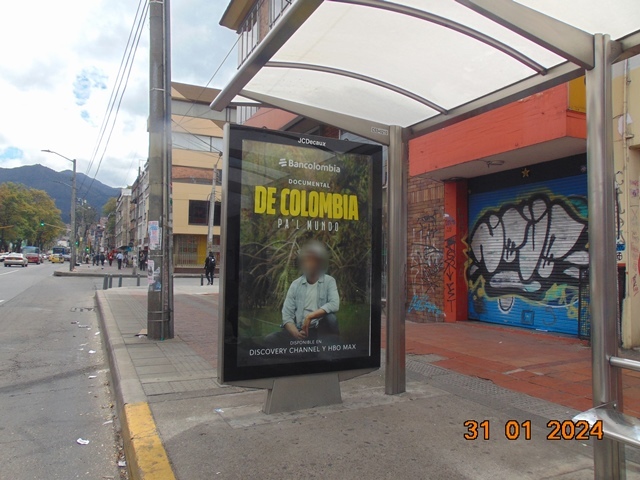 JCDecaux
Bancolombia
DOCUMENTAL
DE COLOMBIA
PA'L MUNDO
DISPONIBLE EN
DISCOVERY CHANNEL Y HBO MAX
31 01 2024